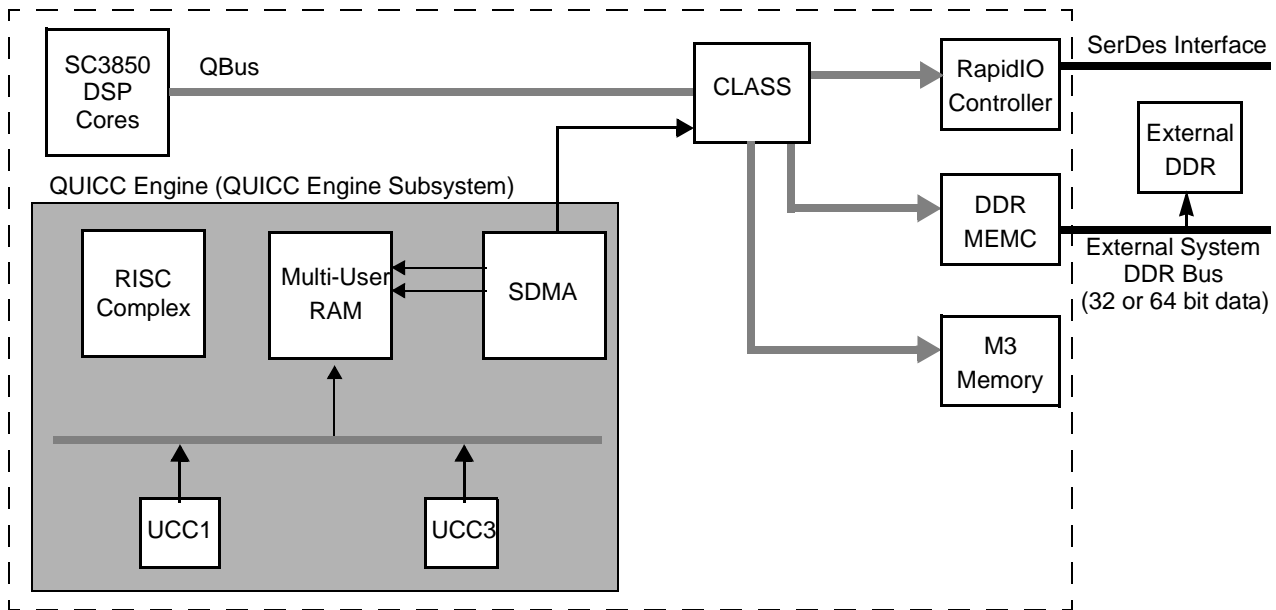 SC3850
DSP
Cores
QBus
CLASS
RapidIO
Controller
SerDes Interface
External
DDR
QUICC Engine (QUICC Engine Subsystem)
RISC
Complex
Multi-User
RAM
SDMA
DDR
MEMC
External System
DDR Bus
(32 or 64 bit data)
M3
Memory
UCC1
UCC3